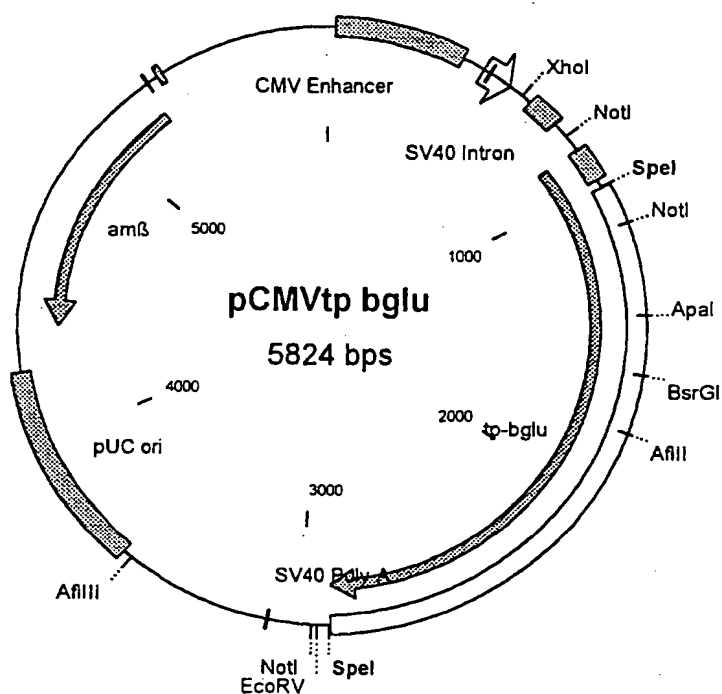 CMV Enhancer
XhoI
NotI
SV40 Intron
SpeI
NotI
amß
5000
1000
pCMVtp bglu
5824 bps
ApaI
BsrGI
4000
2000
tp-bglu
AflII
pUC ori
3000
SV40 Poly A
AflIII
NotI
SpeI
EcoRV